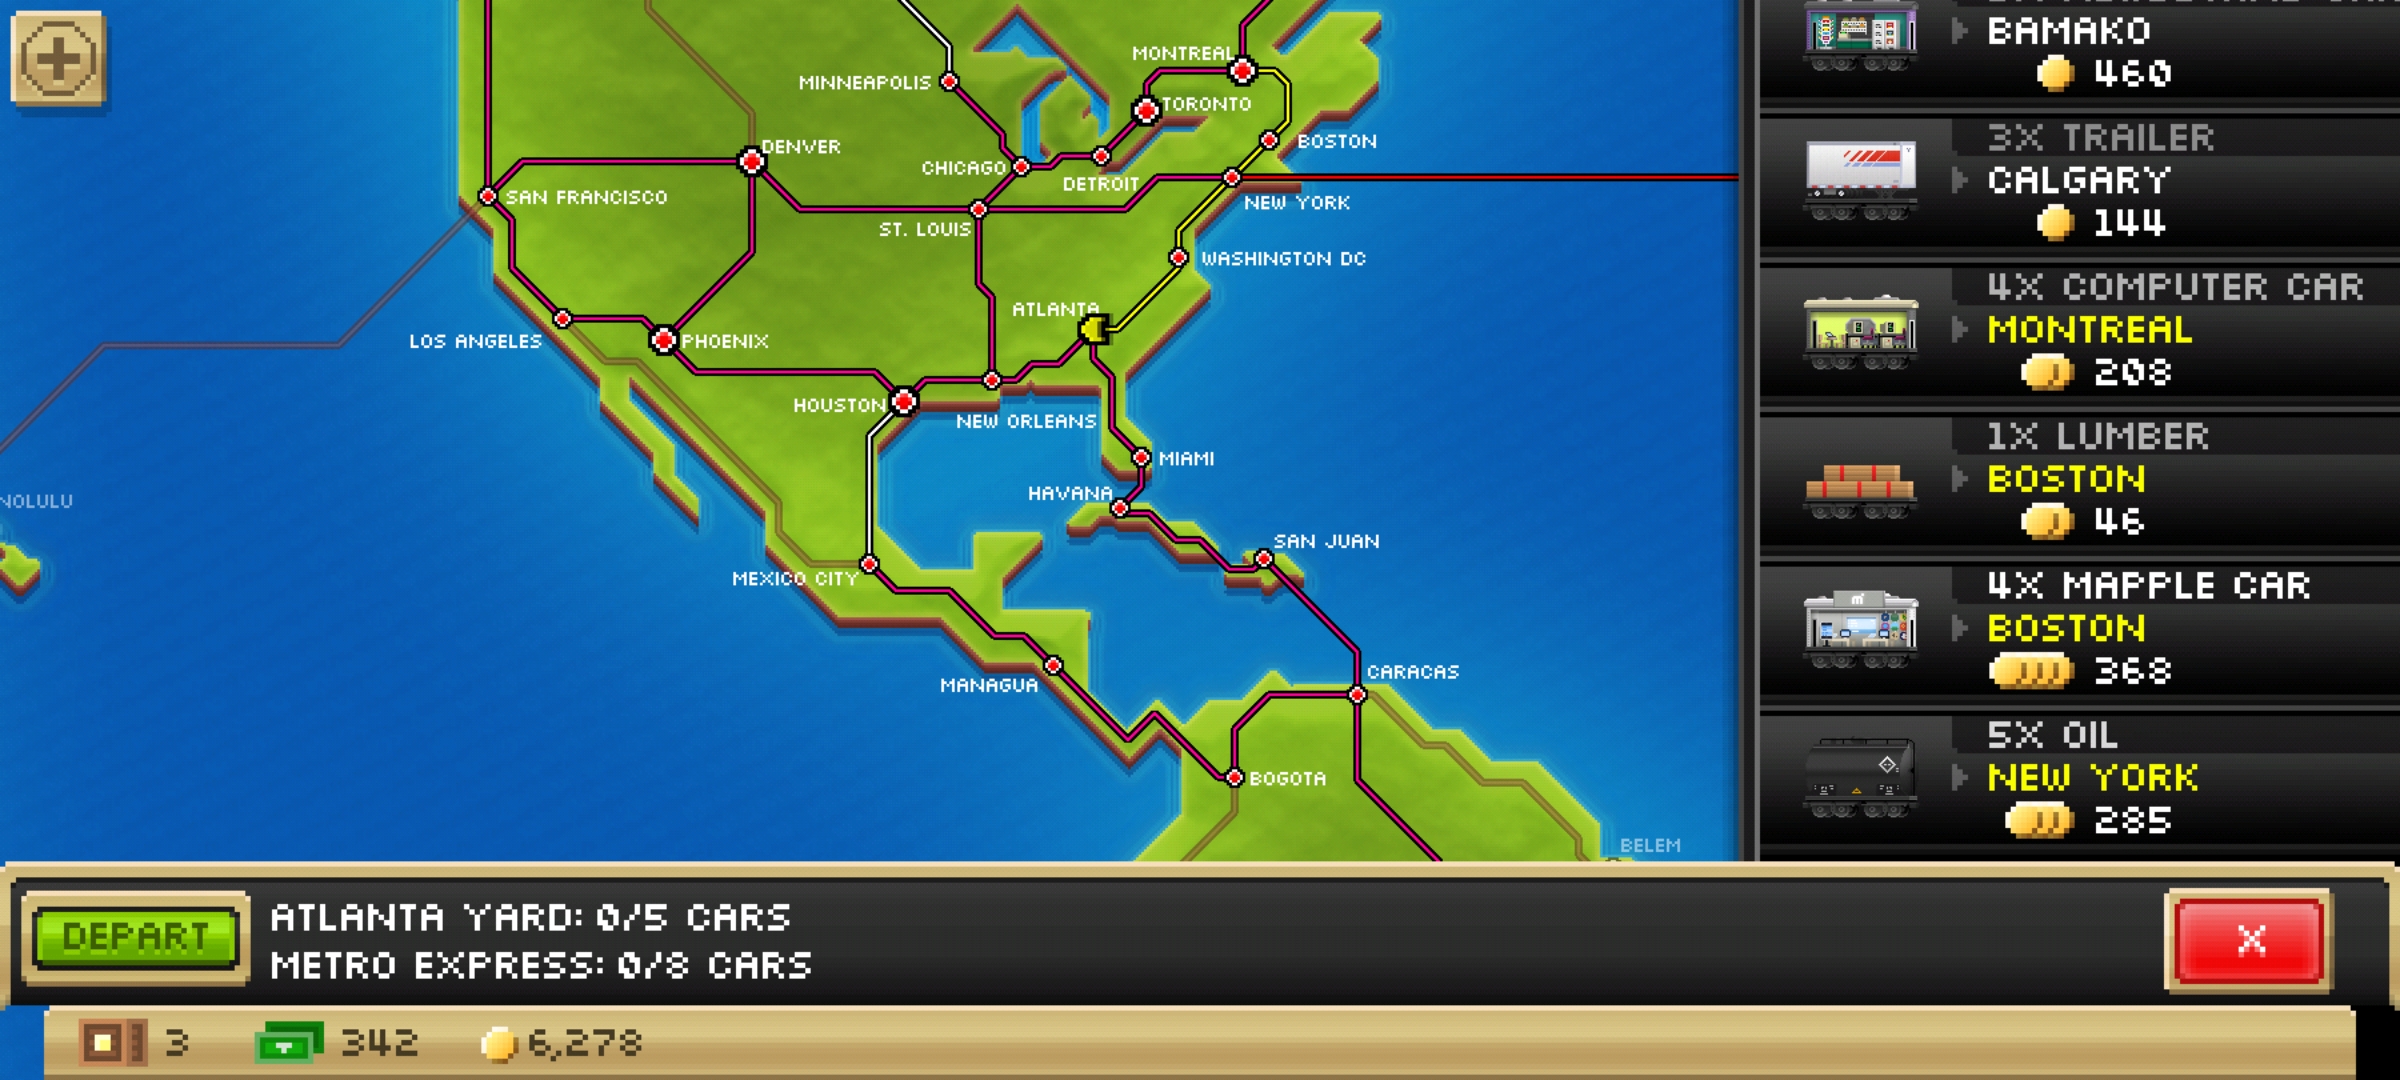 MONTREAL
MINNEAPOLIS
TORONTO
BOSTON
DENVER
CHICAGO
DETROIT
SAN FRANCISCO
NEW YORK
ST. LOUIS
WASHINGTON DC
ATLANTA
LOS ANGELES
PHOENIX
HOUSTON
NEW ORLEANS
MIAMI
HAVANA
NOLULU
SAN JUAN
MEXICO CITY
CARACAS
MANAGUA
BOGOTA
BELEM
BAMAKO
460
3X TRAILER
CALGARY
144
4X COMPUTER CAR
MONTREAL
208
1X LUMBER
BOSTON
46
4X MAPPLE CAR
BOSTON
368
5X OIL
NEW YORK
285
DEPART
ATLANTA YARD: 0/5 CARS
METRO EXPRESS: 0/8 CARS
X
3
342
6,278